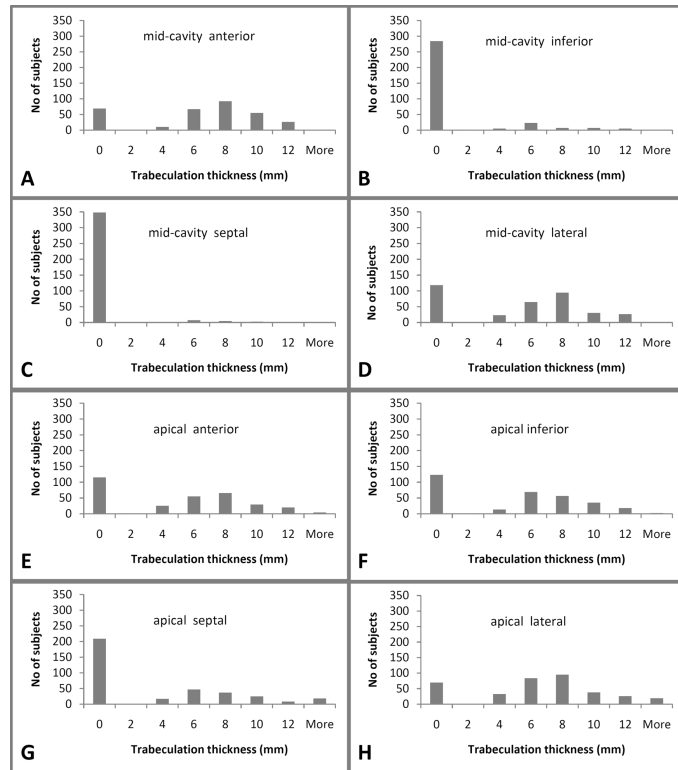 350
300
250
200
150
100
50
0
No of subjects
mid-cavity anterior
0 2 4 6 8 10 12 More
Trabeculation thickness (mm)
A
350
300
250
200
150
100
50
0
No of subjects
mid-cavity inferior
0 2 4 6 8 10 12 More
Trabeculation thickness (mm)
B
350
300
250
200
150
100
50
0
No of subjects
mid-cavity septal
0 2 4 6 8 10 12 More
Trabeculation thickness (mm)
C
350
300
250
200
150
100
50
0
No of subjects
mid-cavity lateral
0 2 4 6 8 10 12 More
Trabeculation thickness (mm)
D
350
300
250
200
150
100
50
0
No of subjects
apical anterior
0 2 4 6 8 10 12 More
Trabeculation thickness (mm)
E
350
300
250
200
150
100
50
0
No of subjects
apical inferior
0 2 4 6 8 10 12 More
Trabeculation thickness (mm)
F
350
300
250
200
150
100
50
0
No of subjects
apical septal
0 2 4 6 8 10 12 More
Trabeculation thickness (mm)
G
350
300
250
200
150
100
50
0
No of subjects
apical lateral
0 2 4 6 8 10 12 More
Trabeculation thickness (mm)
H